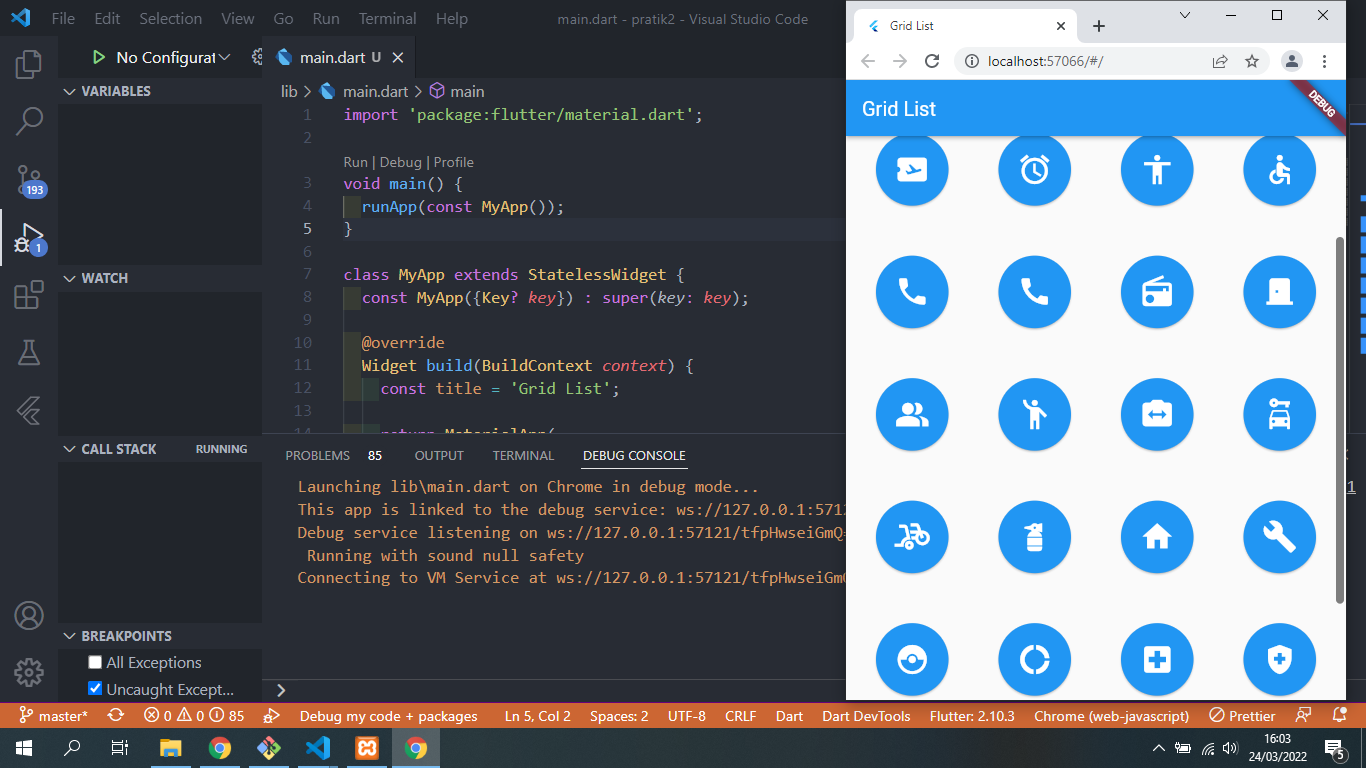 File Edit Selection View Go Run Terminal Help
main.dart - pratik2 - Visual Studio Code
No Configurat
main.dart U
VARIABLES
193
1
WATCH
CALL STACK RUNNING
BREAKPOINTS
All Exceptions
Uncaught Except...
lib > main.dart > main
1 import 'package:flutter/material.dart';
2
Run | Debug | Profile
3 void main() {
4 runApp(const MyApp());
5 }
6
7 class MyApp extends StatelessWidget {
8 const MyApp({Key? key}) : super(key: key);
9
10 @override
11 Widget build(BuildContext context) {
12 const title = 'Grid List';
13
14 return MaterialApp(
PROBLEMS 85 OUTPUT TERMINAL DEBUG CONSOLE
Launching lib\main.dart on Chrome in debug mode...
This app is linked to the debug service: ws://127.0.0.1:5712
Debug service listening on ws://127.0.0.1:57121/tfpHwseiGmQ=
Running with sound null safety
Connecting to VM Service at ws://127.0.0.1:57121/tfpHwseiGmQ
1
Grid List
localhost:57066/#/
Grid List
DEBUG
master* 0 0 85 Debug my code + packages Ln 5, Col 2 Spaces: 2 UTF-8 CRLF Dart Dart DevTools Flutter: 2.10.3 Chrome (web-javascript) Prettier
16:03
24/03/2022
5